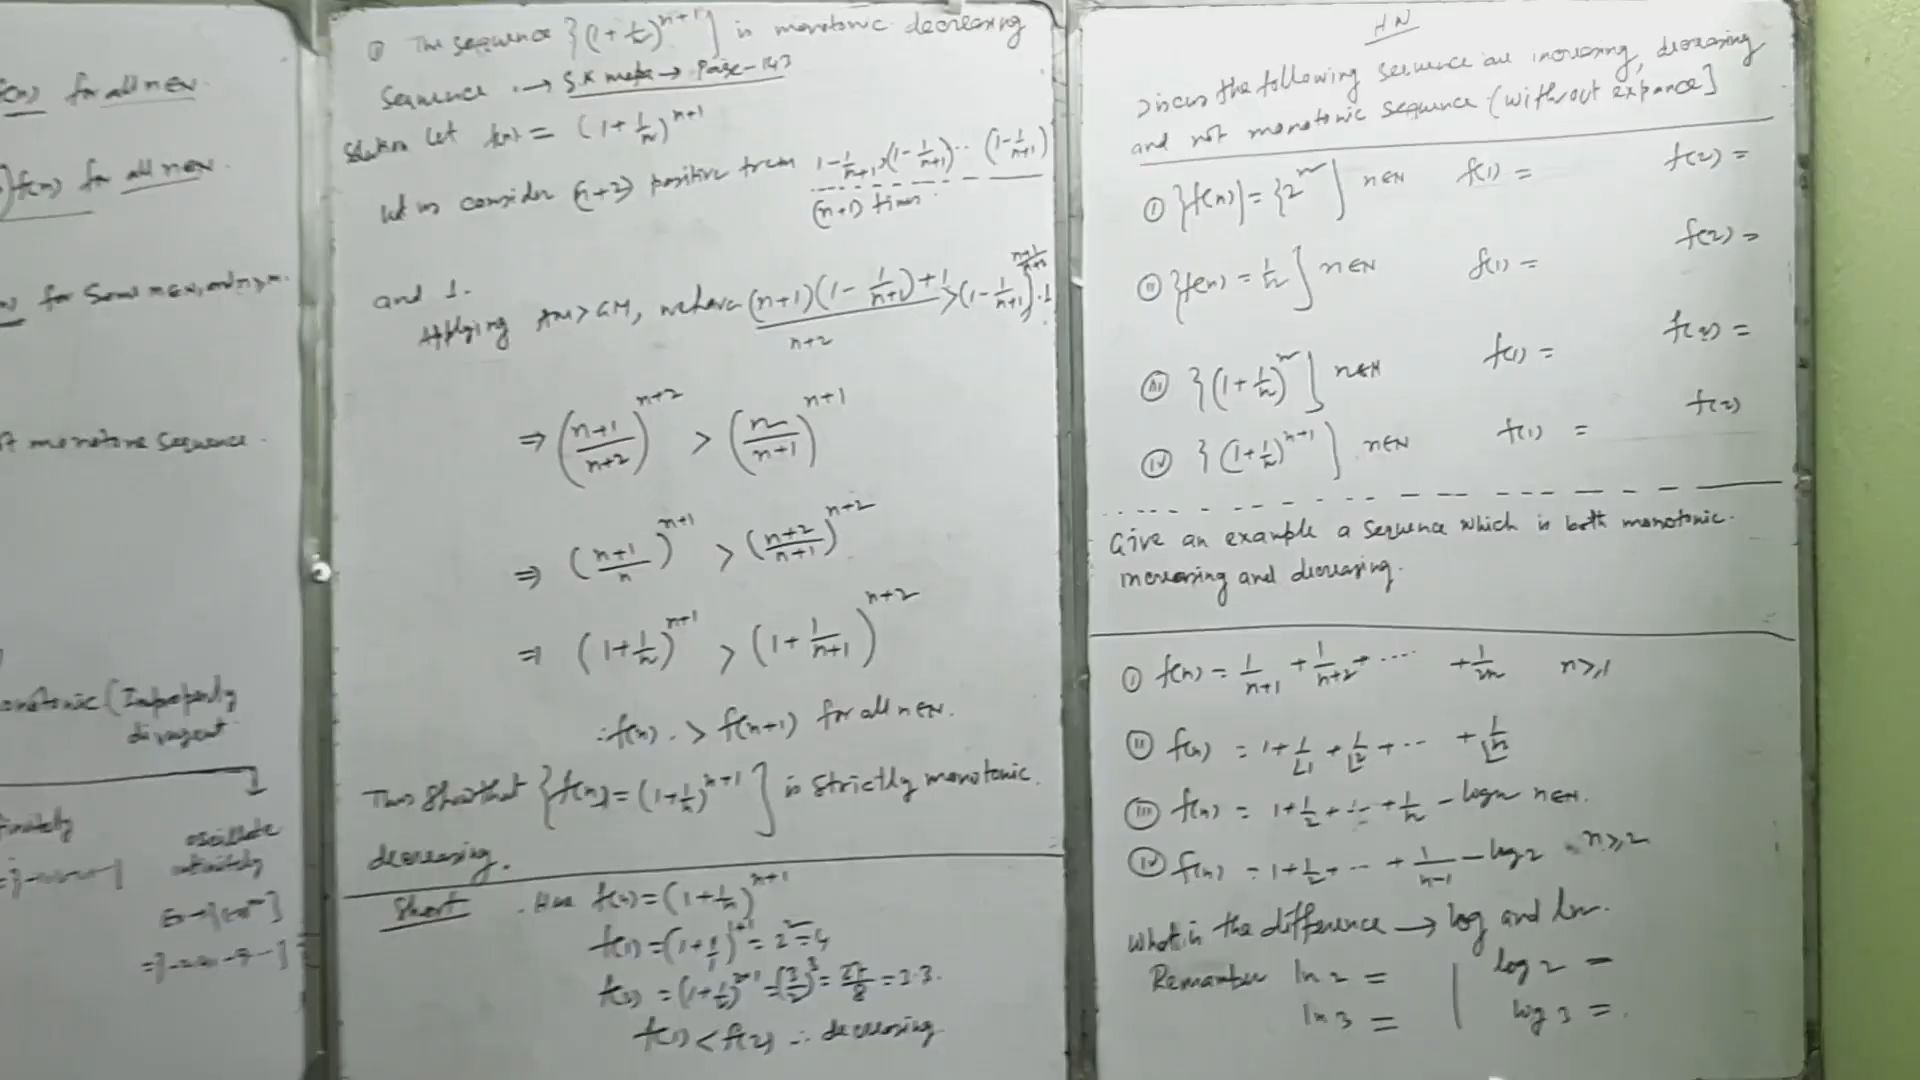 f(n) for all n∈N.
f(n) for all n∈N.
for some n∈N, and n>m.
monotone sequence.
monotonic (Improperly
divergent
oscillate
infinitely
① The sequence {(1+1/n)^{n+1}} is monotonic decreasing
Sequence → S.K mapa → Page-143
Solution Let f(n) = (1+1/n)^{n+1}
Let us consider (n+2) positive trem 1-1/(n+1), (1-1/(n+1)) .. (1-1/(n+1))
(n+1) times
and 1.
Applying AM > GM, we have ((n+1)(1-1/(n+1))+1)/(n+2) > (1-1/(n+1))^{(n+1)/(n+2)}.1
⇒ ((n+1)/(n+2))^{n+2} > (n/(n+1))^{n+1}
⇒ ((n+1)/n)^{n+1} > ((n+2)/(n+1))^{n+2}
⇒ (1+1/n)^{n+1} > (1+1/(n+1))^{n+2}
∴ f(n) > f(n+1) for all n∈N.
Thus Show that {f(n) = (1+1/n)^{n+1}} is strictly monotonic
decreasing.
Short . Here f(n) = (1+1/n)^{n+1}
f(1) = (1+1/1)^{1+1} = 2^2 = 4
f(2) = (1+1/2)^{2+1} = (3/2)^3 = 27/8 = 3.3.
f(1) < f(2) ∴ decreasing.
HW
Discuss the following sequence are increasing, decreasing
and not monotonic sequence (without expance]
① {f(n)} = {2^n} n∈N f(1) = f(2) =
② {f(n) = 1/n} n∈N f(1) = f(2) =
③ {(1+1/n)^n} n∈N f(1) = f(2) =
④ {(1+1/n)^{n+1}} n∈N f(1) = f(2)
Give an example a sequence which is both monotonic
increasing and decreasing.
① f(n) = 1/(n+1) + 1/(n+2) + .... + 1/2n n≥1
② f(n) = 1 + 1/∟1 + 1/∟2 + ... + 1/∟n
③ f(n) = 1 + 1/2 + ... + 1/n - log n n∈N.
④ f(n) = 1 + 1/2 + ... + 1/(n-1) - log 2 n≥2
What is the difference → log and ln.
Remamber ln 2 = | log 2 =
ln 3 = | log 3 = .